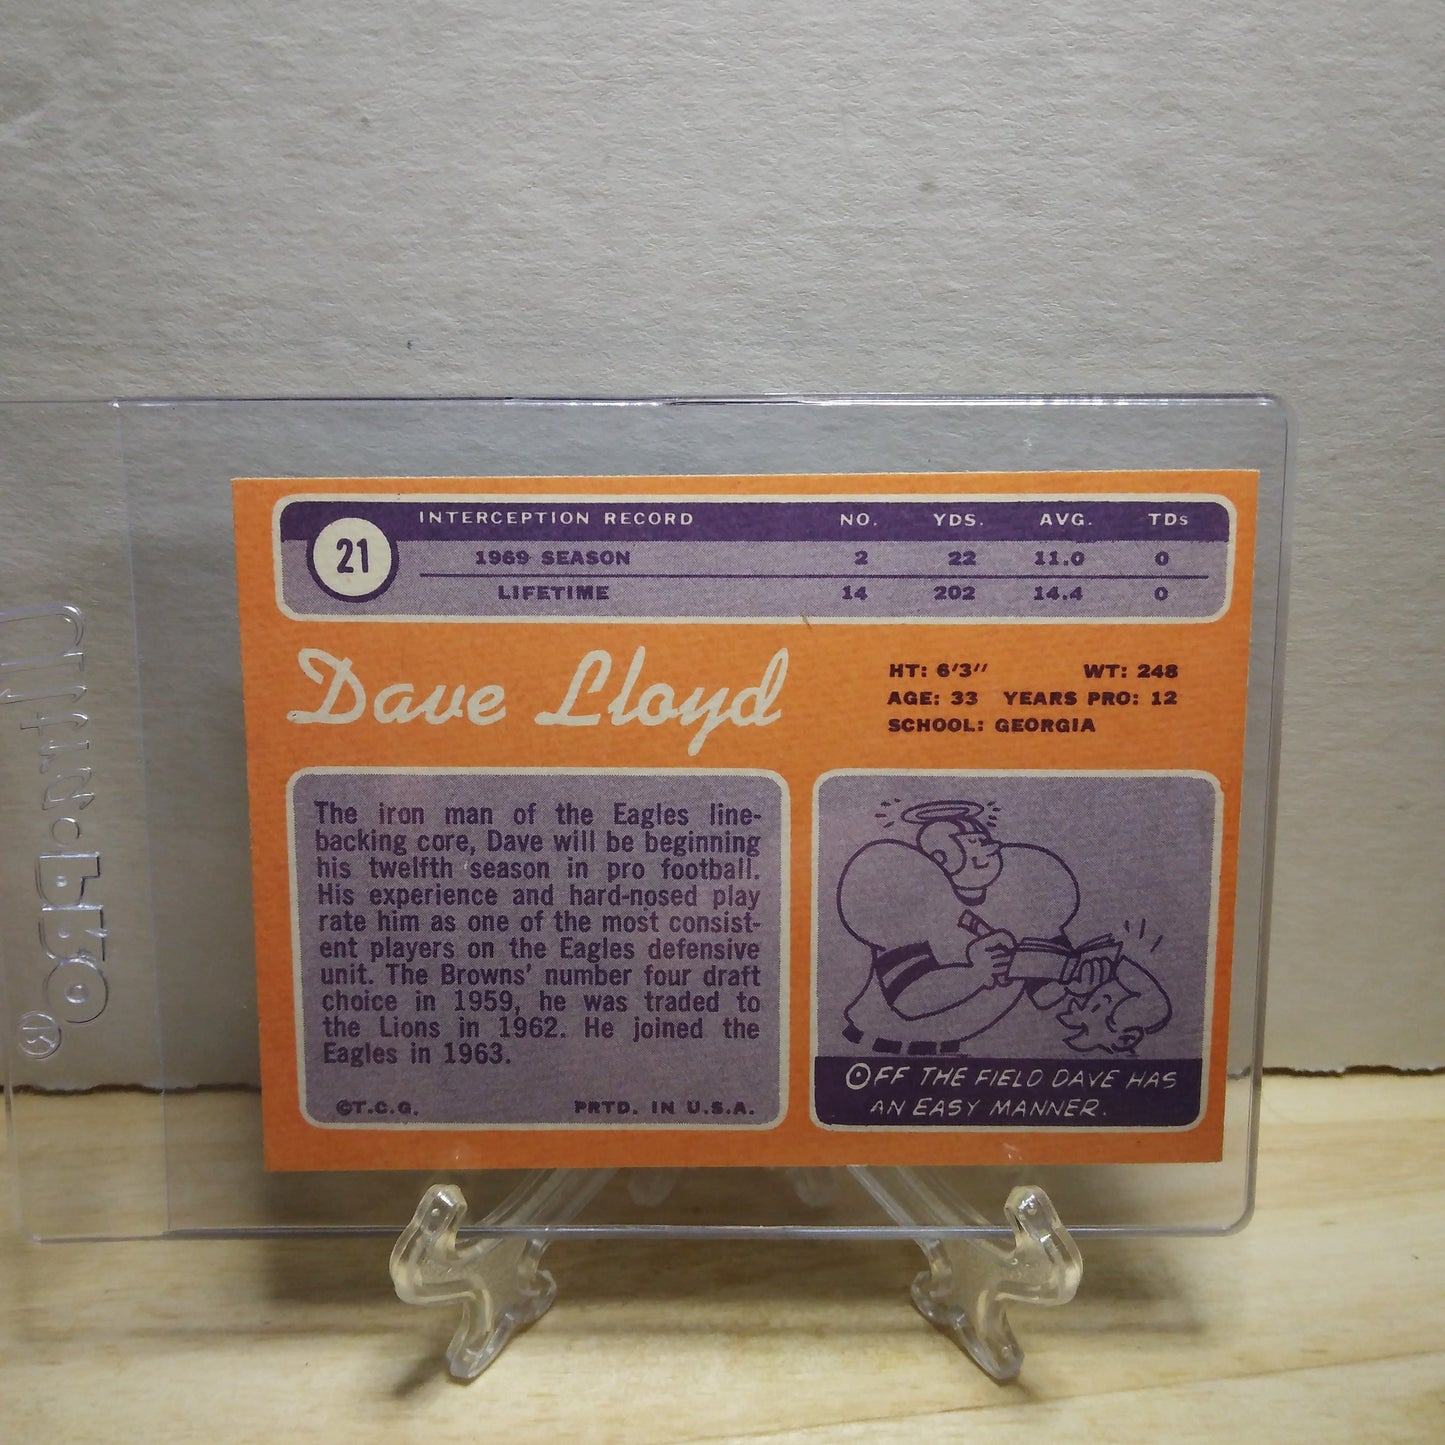 INTERCEPTION RECORD NO. YDS. AVG. TDs
21
1969 SEASON 2 22 11.0 0
LIFETIME 14 202 14.4 0
Dave Lloyd
HT: 6'3" WT: 248
AGE: 33 YEARS PRO: 12
SCHOOL: GEORGIA
The iron man of the Eagles line-
backing core, Dave will be beginning
his twelfth season in pro football.
His experience and hard-nosed play
rate him as one of the most consist-
ent players on the Eagles defensive
unit. The Browns' number four draft
choice in 1959, he was traded to
the Lions in 1962. He joined the
Eagles in 1963.
©T.C.G. PRTD. IN U.S.A.
OFF THE FIELD DAVE HAS
AN EASY MANNER.
ultra·pro®